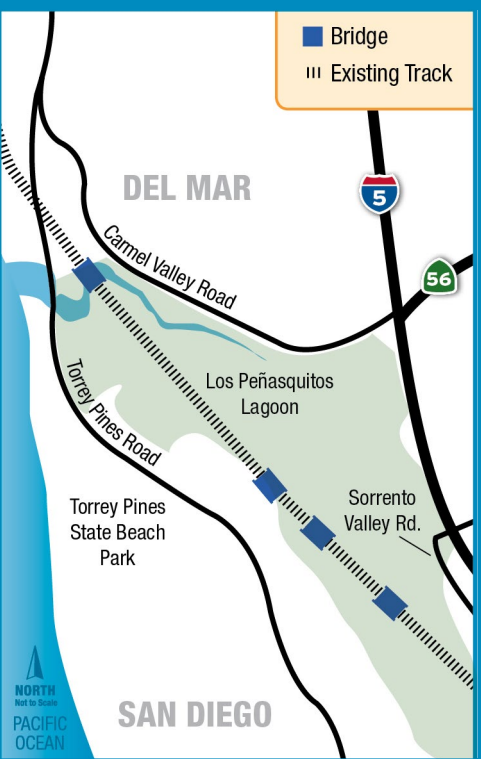 Bridge
Existing Track
DEL MAR
5
56
Carmel Valley Road
Los Peñasquitos
Lagoon
Torrey Pines Road
Sorrento
Valley Rd.
Torrey Pines
State Beach
Park
NORTH
Not to Scale
PACIFIC
OCEAN
SAN DIEGO